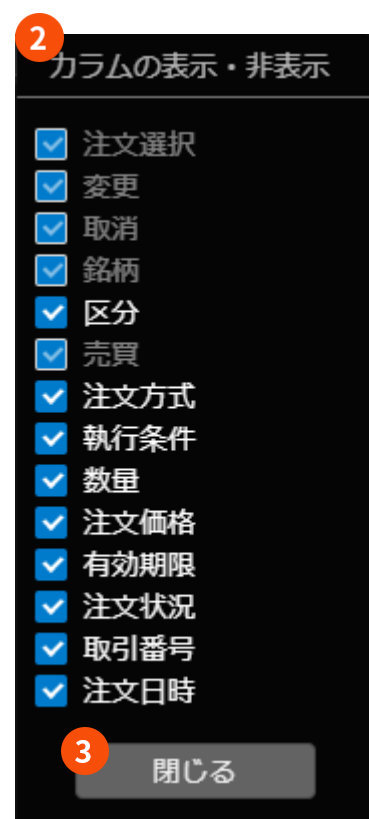 2
カラムの表示・非表示
注文選択
変更
取消
銘柄
区分
売買
注文方式
執行条件
数量
注文価格
有効期限
注文状況
取引番号
注文日時
3
閉じる